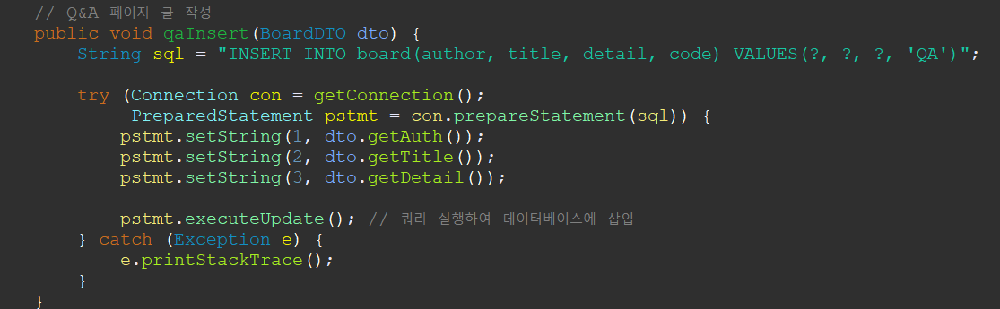 // Q&A 페이지 글 작성
public void qaInsert(BoardDTO dto) {
String sql = "INSERT INTO board(author, title, detail, code) VALUES(?, ?, ?, 'QA')";
try (Connection con = getConnection();
PreparedStatement pstmt = con.prepareStatement(sql)) {
pstmt.setString(1, dto.getAuth());
pstmt.setString(2, dto.getTitle());
pstmt.setString(3, dto.getDetail());
pstmt.executeUpdate(); // 쿼리 실행하여 데이터베이스에 삽입
} catch (Exception e) {
e.printStackTrace();
}
}